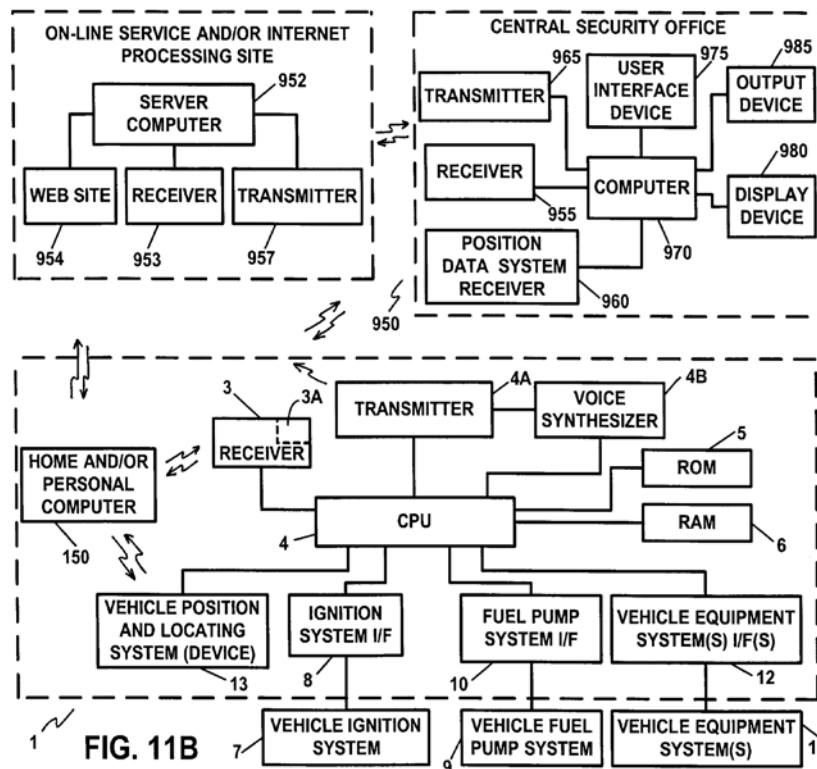 ON-LINE SERVICE AND/OR INTERNET
PROCESSING SITE
952
SERVER
COMPUTER
WEB SITE
RECEIVER
TRANSMITTER
954
953
957
CENTRAL SECURITY OFFICE
965
975
985
TRANSMITTER
USER
INTERFACE
DEVICE
OUTPUT
DEVICE
980
RECEIVER
COMPUTER
DISPLAY
DEVICE
955
970
POSITION
DATA SYSTEM
RECEIVER
960
950
3
3A
4A
4B
TRANSMITTER
VOICE
SYNTHESIZER
RECEIVER
5
HOME AND/OR
PERSONAL
COMPUTER
ROM
CPU
RAM
150
4
6
VEHICLE POSITION
AND LOCATING
SYSTEM (DEVICE)
IGNITION
SYSTEM I/F
FUEL PUMP
SYSTEM I/F
VEHICLE EQUIPMENT
SYSTEM(S) I/F(S)
13
8
10
12
1
FIG. 11B
7
VEHICLE IGNITION
SYSTEM
9
VEHICLE FUEL
PUMP SYSTEM
VEHICLE EQUIPMENT
SYSTEM(S)